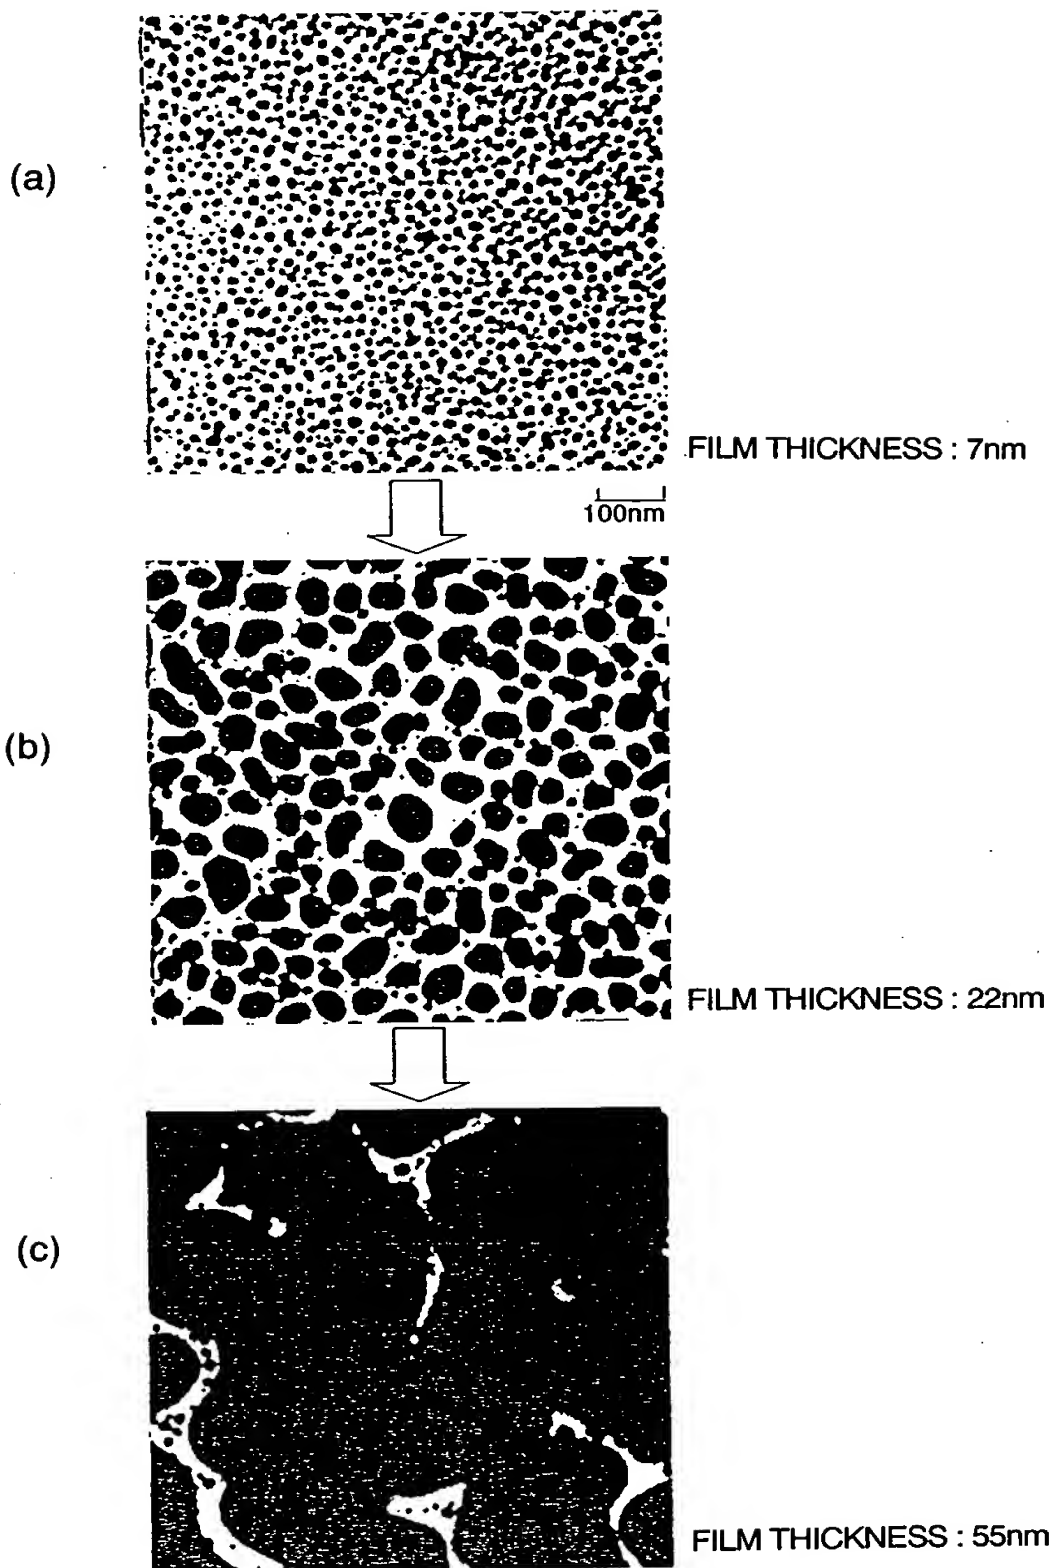 (a)
FILM THICKNESS : 7nm
100nm
(b)
FILM THICKNESS : 22nm
(c)
FILM THICKNESS : 55nm